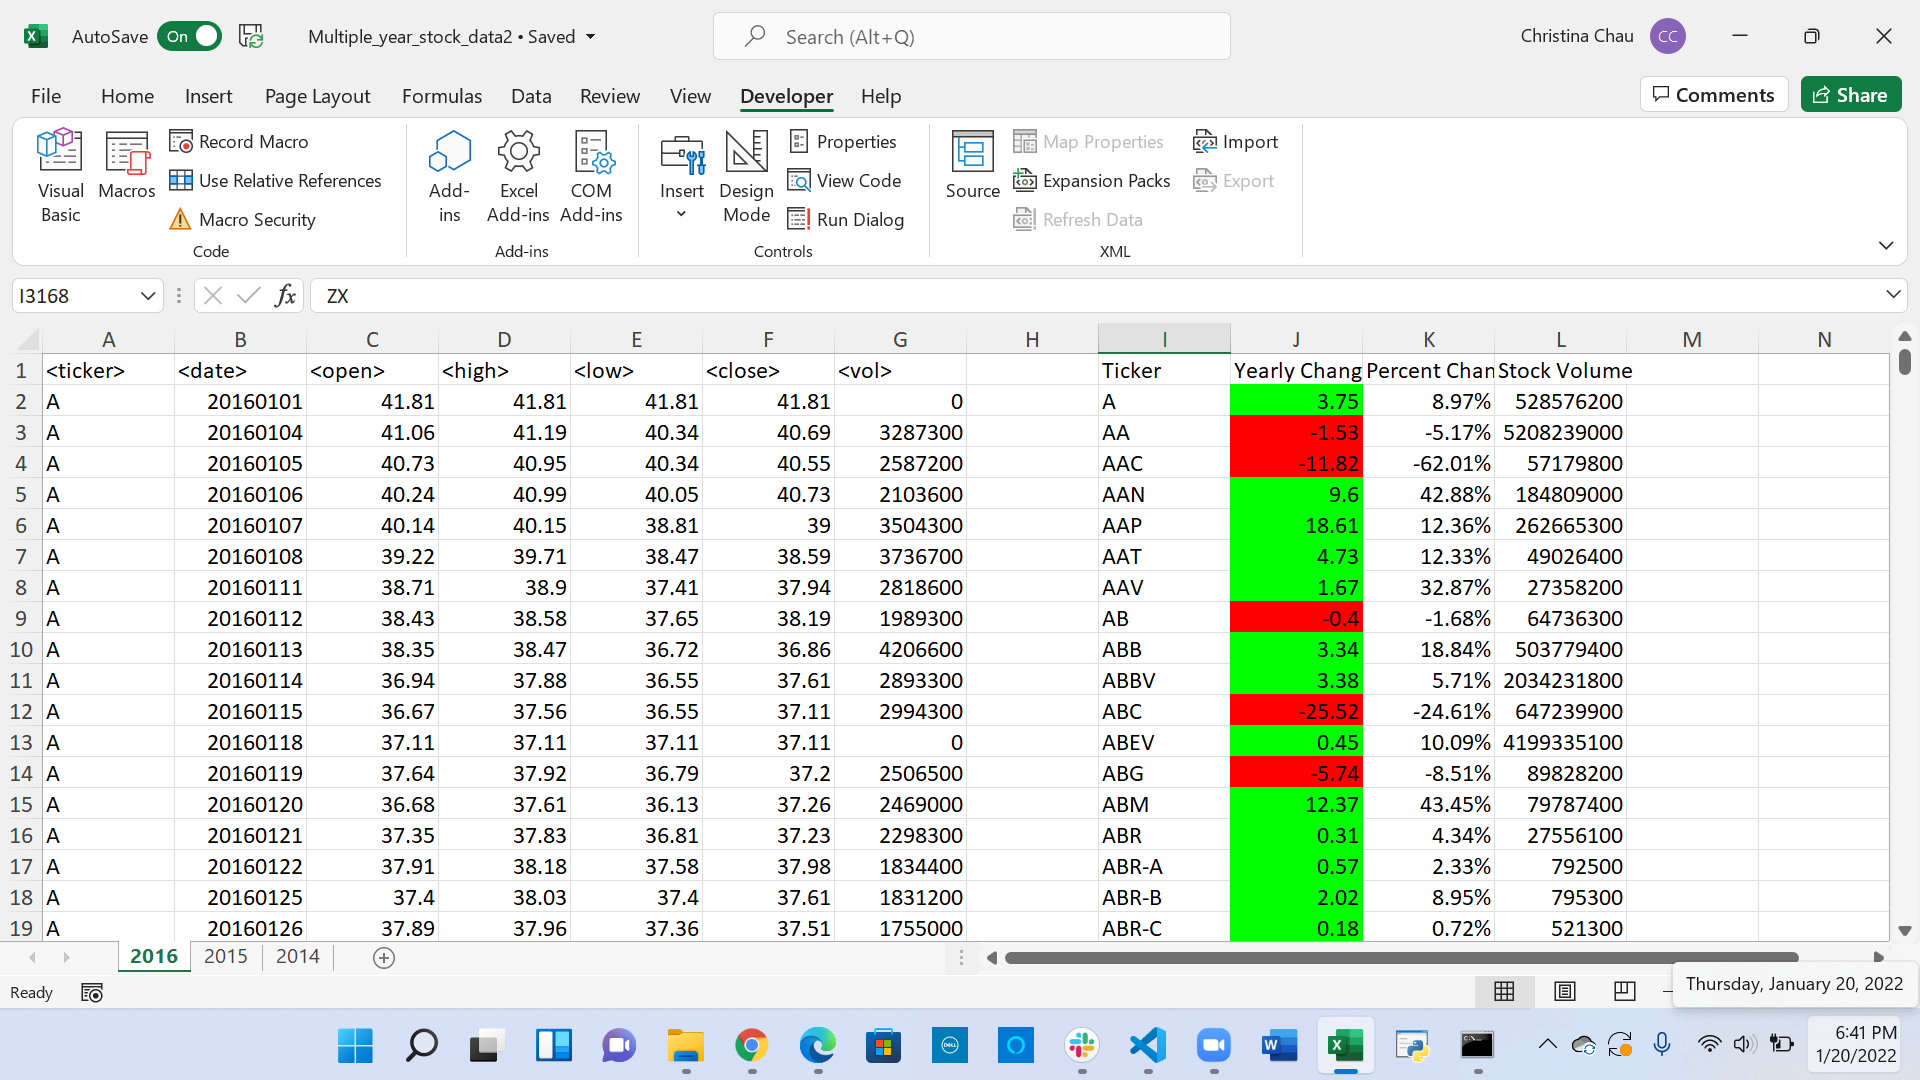 AutoSave On Multiple_year_stock_data2 • Saved Search (Alt+Q) Christina Chau CC
File Home Insert Page Layout Formulas Data Review View Developer Help Comments Share
Visual Basic Macros Record Macro Use Relative References Macro Security Code
Add-ins Excel Add-ins COM Add-ins Add-ins
Insert Design Mode Properties View Code Run Dialog Controls
Source Map Properties Expansion Packs Refresh Data Import Export XML
I3168 fx ZX
A B C D E F G H I J K L M N
1 <ticker> <date> <open> <high> <low> <close> <vol> Ticker Yearly Chang Percent Chan Stock Volume
2 A 20160101 41.81 41.81 41.81 41.81 0 A 3.75 8.97% 528576200
3 A 20160104 41.06 41.19 40.34 40.69 3287300 AA -1.53 -5.17% 5208239000
4 A 20160105 40.73 40.95 40.34 40.55 2587200 AAC -11.82 -62.01% 57179800
5 A 20160106 40.24 40.99 40.05 40.73 2103600 AAN 9.6 42.88% 184809000
6 A 20160107 40.14 40.15 38.81 39 3504300 AAP 18.61 12.36% 262665300
7 A 20160108 39.22 39.71 38.47 38.59 3736700 AAT 4.73 12.33% 49026400
8 A 20160111 38.71 38.9 37.41 37.94 2818600 AAV 1.67 32.87% 27358200
9 A 20160112 38.43 38.58 37.65 38.19 1989300 AB -0.4 -1.68% 64736300
10 A 20160113 38.35 38.47 36.72 36.86 4206600 ABB 3.34 18.84% 503779400
11 A 20160114 36.94 37.88 36.55 37.61 2893300 ABBV 3.38 5.71% 2034231800
12 A 20160115 36.67 37.56 36.55 37.11 2994300 ABC -25.52 -24.61% 647239900
13 A 20160118 37.11 37.11 37.11 37.11 0 ABEV 0.45 10.09% 4199335100
14 A 20160119 37.64 37.92 36.79 37.2 2506500 ABG -5.74 -8.51% 89828200
15 A 20160120 36.68 37.61 36.13 37.26 2469000 ABM 12.37 43.45% 79787400
16 A 20160121 37.35 37.83 36.81 37.23 2298300 ABR 0.31 4.34% 27556100
17 A 20160122 37.91 38.18 37.58 37.98 1834400 ABR-A 0.57 2.33% 792500
18 A 20160125 37.4 38.03 37.4 37.61 1831200 ABR-B 2.02 8.95% 795300
19 A 20160126 37.89 37.96 37.36 37.51 1755000 ABR-C 0.18 0.72% 521300
2016 2015 2014
Ready Thursday, January 20, 2022
6:41 PM
1/20/2022